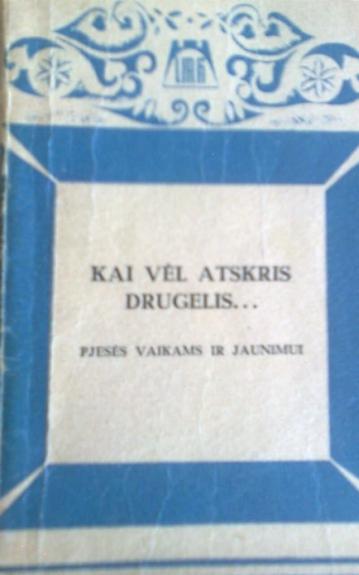 KAI VĖL ATSKRIS
DRUGELIS...
PJESĖS VAIKAMS IR JAUNIMUI